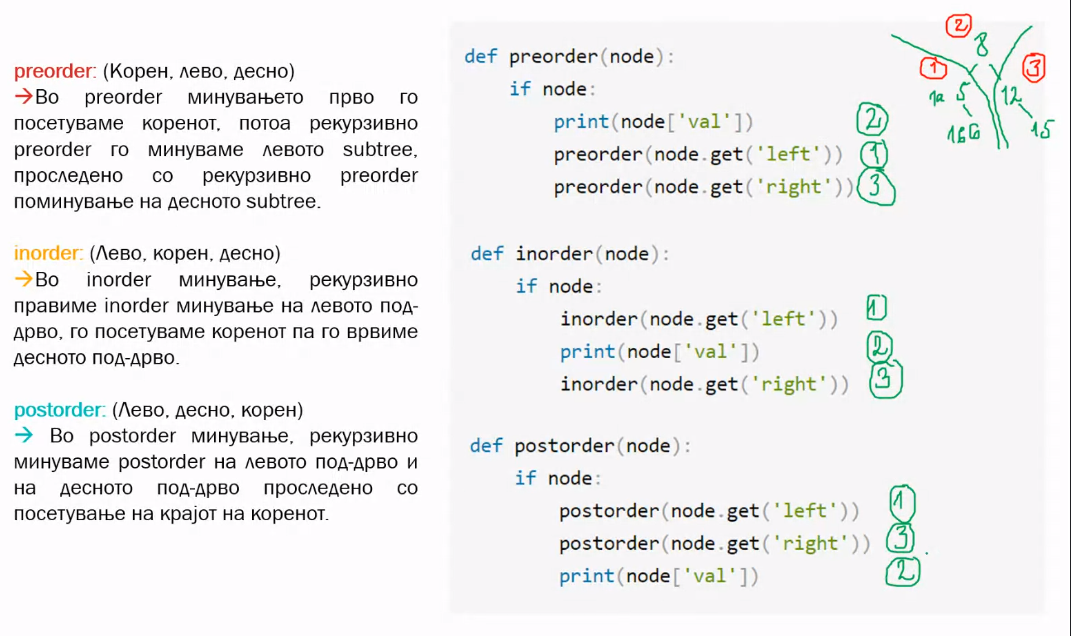 preorder: (Корен, лево, десно)
→Во preorder минувањето прво го
посетуваме коренот, потоа рекурзивно
preorder го минуваме левото subtree,
проследено со рекурзивно preorder
поминување на десното subtree.
inorder: (Лево, корен, десно)
→Во inorder минување, рекурзивно
правиме inorder минување на левото под-
дрво, го посетуваме коренот па го врвиме
десното под-дрво.
postorder: (Лево, десно, корен)
→ Во postorder минување, рекурзивно
минуваме postorder на левото под-дрво и
на десното под-дрво проследено со
посетување на крајот на коренот.
def preorder(node):
if node:
print(node['val']) 2
preorder(node.get('left')) 1
preorder(node.get('right')) 3
def inorder(node):
if node:
inorder(node.get('left')) 1
print(node['val']) 2
inorder(node.get('right')) 3
def postorder(node):
if node:
postorder(node.get('left')) 1
postorder(node.get('right')) 3
print(node['val']) 2
2
8
1 3
1a 5 12
15